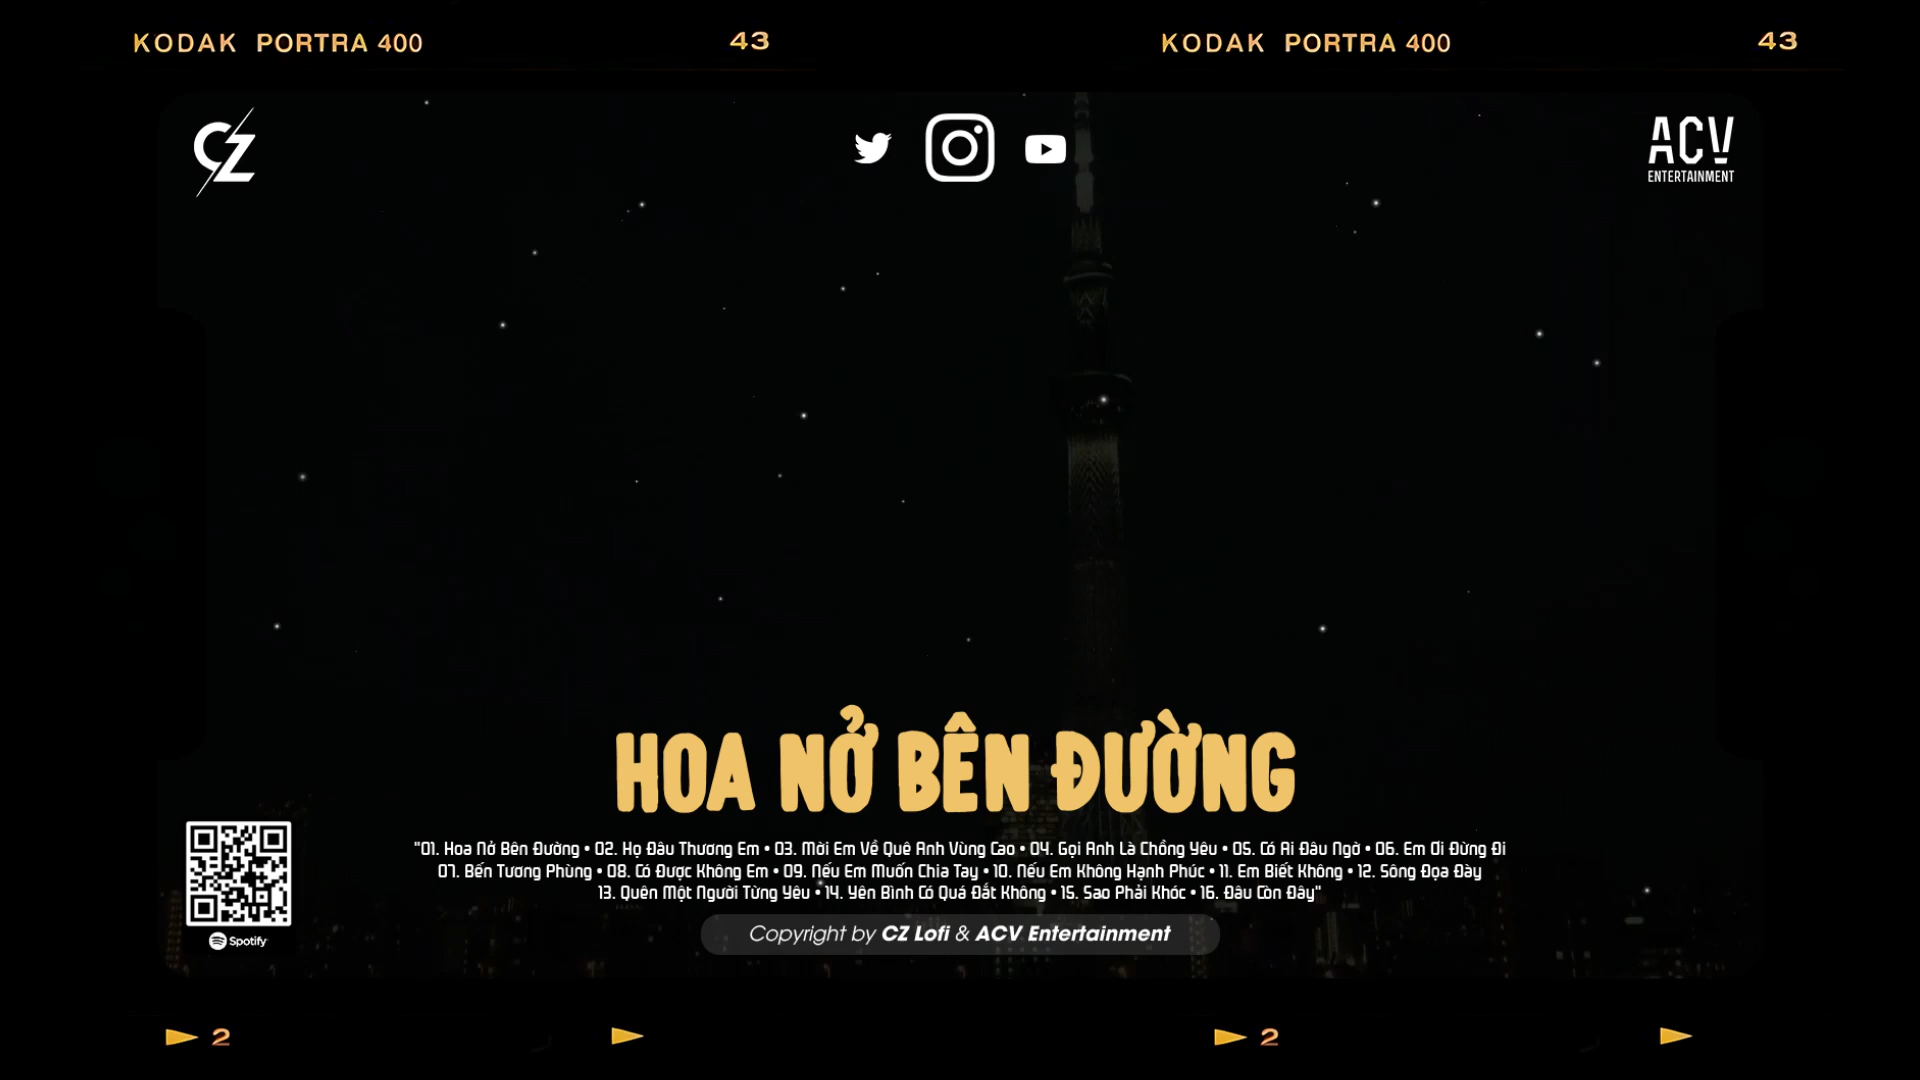 KODAK PORTRA 400 43 KODAK PORTRA 400 43
CZ
ACV
ENTERTAINMENT
HOA NỞ BÊN ĐƯỜNG
"01. Hoa Nở Bên Đường • 02. Họ Đâu Thương Em • 03. Mời Em Về Quê Anh Vùng Cao • 04. Gọi Anh Là Chồng Yêu • 05. Có Ai Đâu Ngờ • 06. Em Ơi Đừng Đi
07. Bến Tương Phùng • 08. Có Được Không Em • 09. Nếu Em Muốn Chia Tay • 10. Nếu Em Không Hạnh Phúc • 11. Em Biết Không • 12. Sông Đọa Đày
13. Quên Một Người Từng Yêu • 14. Yên Bình Có Quá Đắt Không • 15. Sao Phải Khóc • 16. Đâu Còn Đây"
Spotify
Copyright by CZ Lofi & ACV Entertainment
2 2